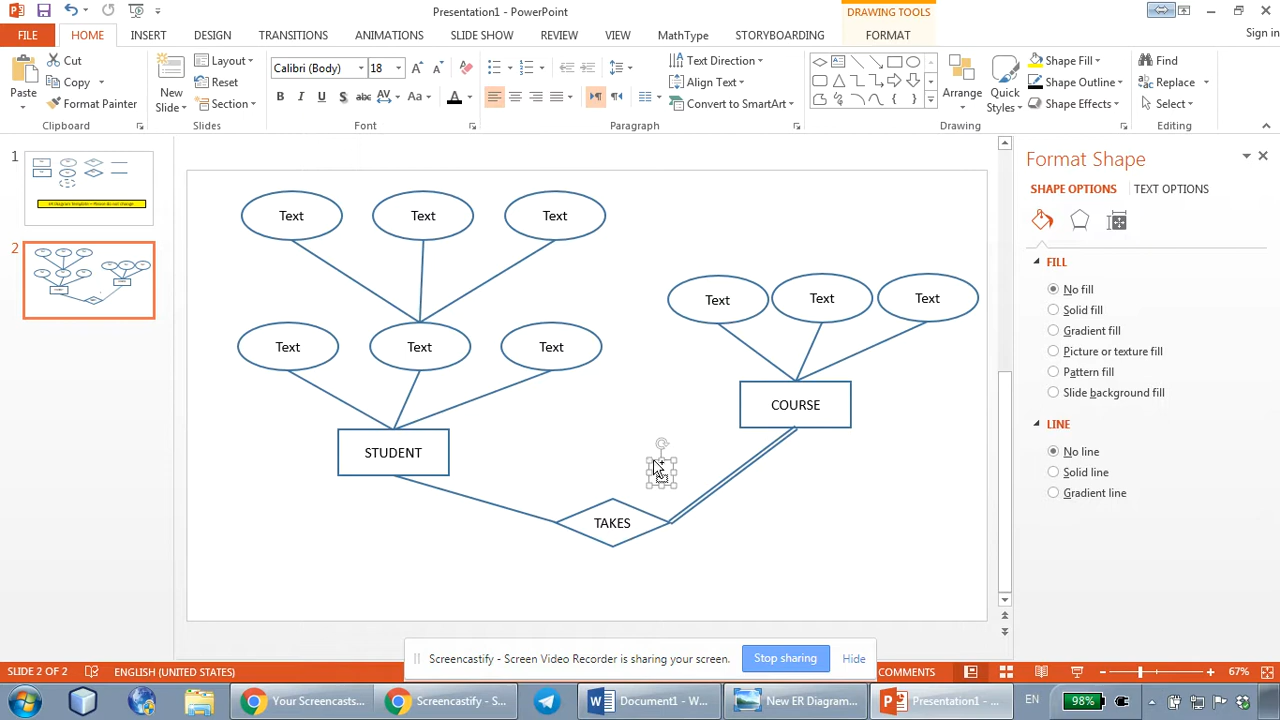 Presentation1 - PowerPoint
DRAWING TOOLS
Sign in
FILE HOME INSERT DESIGN TRANSITIONS ANIMATIONS SLIDE SHOW REVIEW VIEW MathType STORYBOARDING FORMAT
Paste
Cut
Copy
Format Painter
Clipboard
New Slide
Layout
Reset
Section
Slides
Calibri (Body) 18
B I U S abc AV Aa A
Font
Text Direction
Align Text
Convert to SmartArt
Paragraph
Arrange
Quick Styles
Shape Fill
Shape Outline
Shape Effects
Drawing
Find
Replace
Select
Editing
1
2
Text Text Text
Text Text Text
Text Text Text
COURSE
STUDENT
TAKES
Format Shape
SHAPE OPTIONS TEXT OPTIONS
FILL
No fill
Solid fill
Gradient fill
Picture or texture fill
Pattern fill
Slide background fill
LINE
No line
Solid line
Gradient line
Screencastify - Screen Video Recorder is sharing your screen. Stop sharing Hide
SLIDE 2 OF 2 ENGLISH (UNITED STATES) COMMENTS 67%
Your Screencasts... Screencastify - S... Document1 - W... New ER Diagram... Presentation1 - ... EN 98%